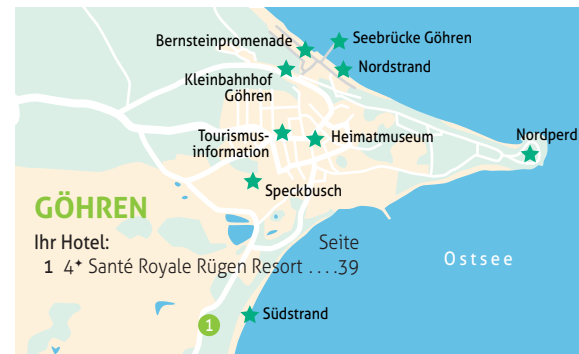 Bernsteinpromenade
Seebrücke Göhren
Kleinbahnhof
Göhren
Nordstrand
Tourismus-
information
Heimatmuseum
Nordperd
Speckbusch
GÖHREN
Ihr Hotel: Seite
1 4+ Santé Royale Rügen Resort ....39
Ostsee
1
Südstrand